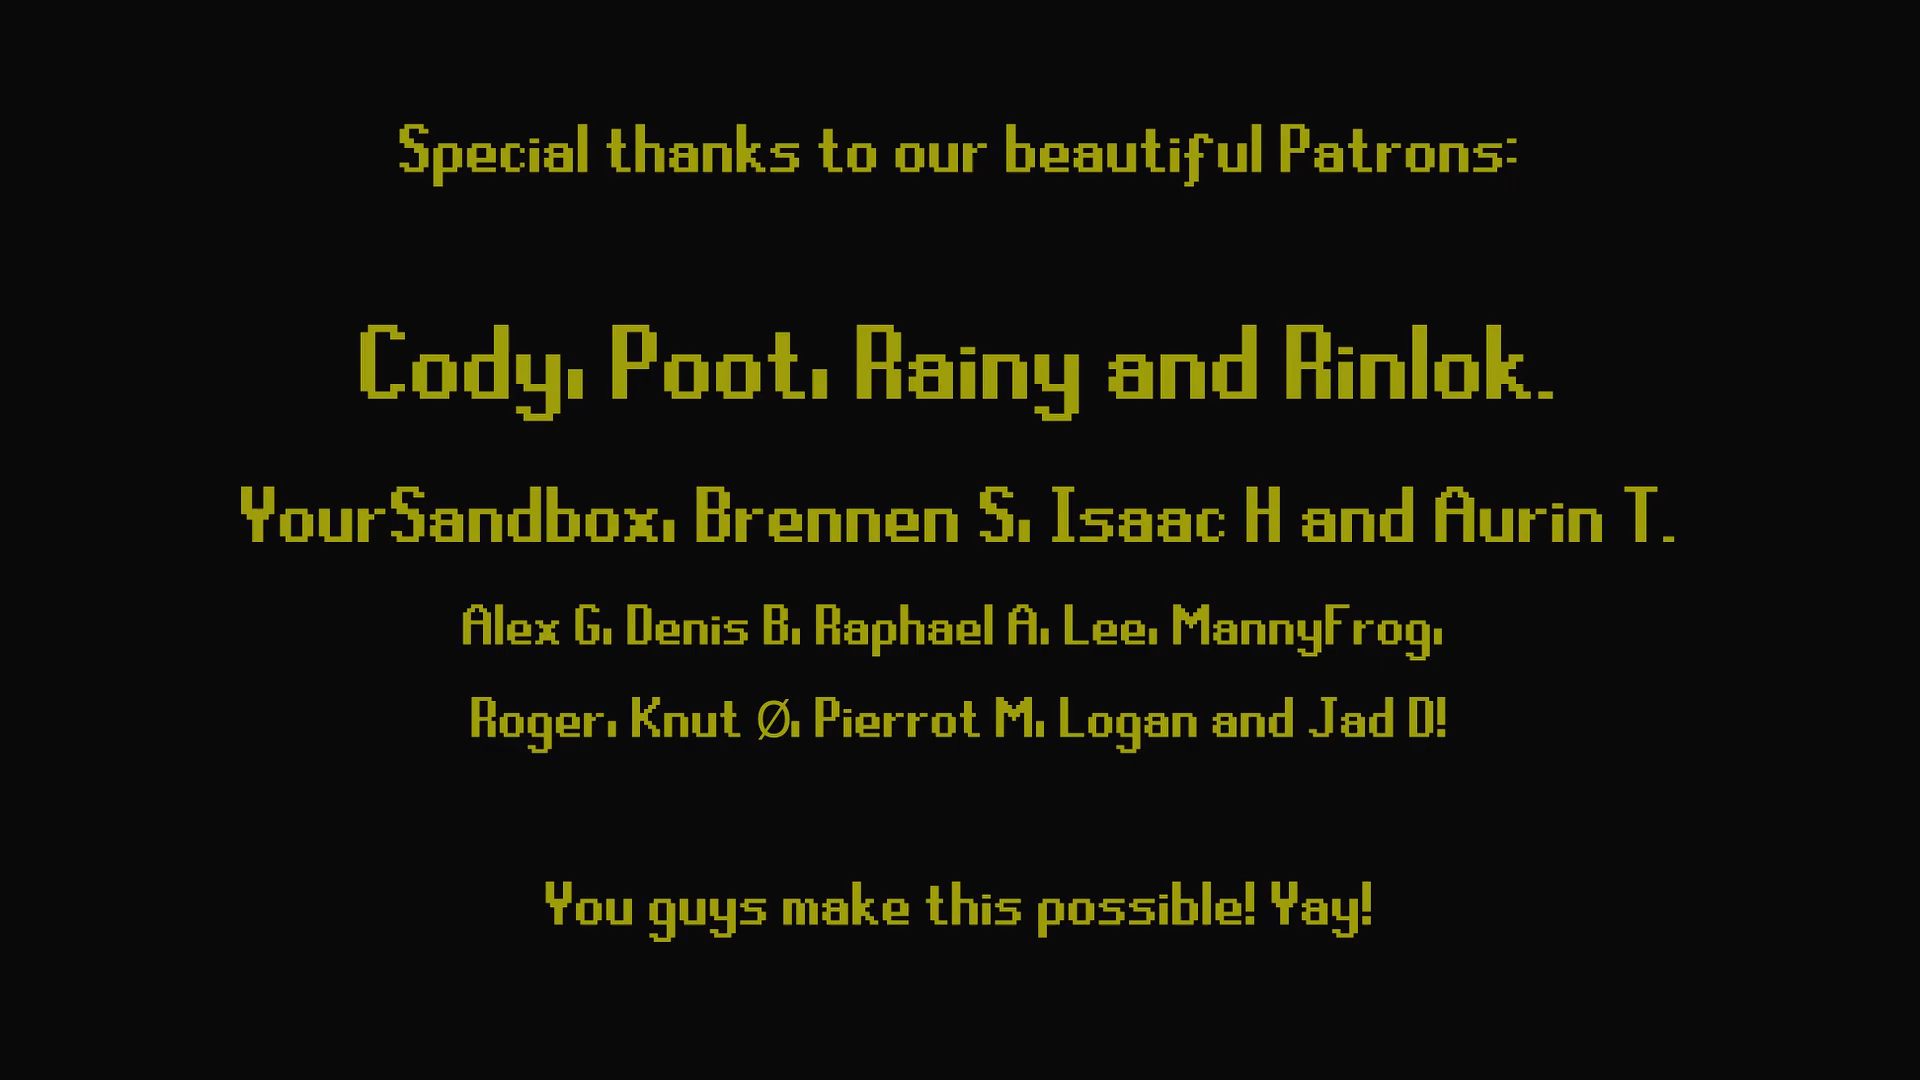 Special thanks to our beautiful Patrons:
Cody, Poot, Rainy and Rinlok.
YourSandbox, Brennen S, Isaac H and Aurin T.
Alex G, Denis B, Raphael A, Lee, MannyFrog,
Roger, Knut Ø, Pierrot M, Logan and Jad D!
You guys make this possible! Yay!